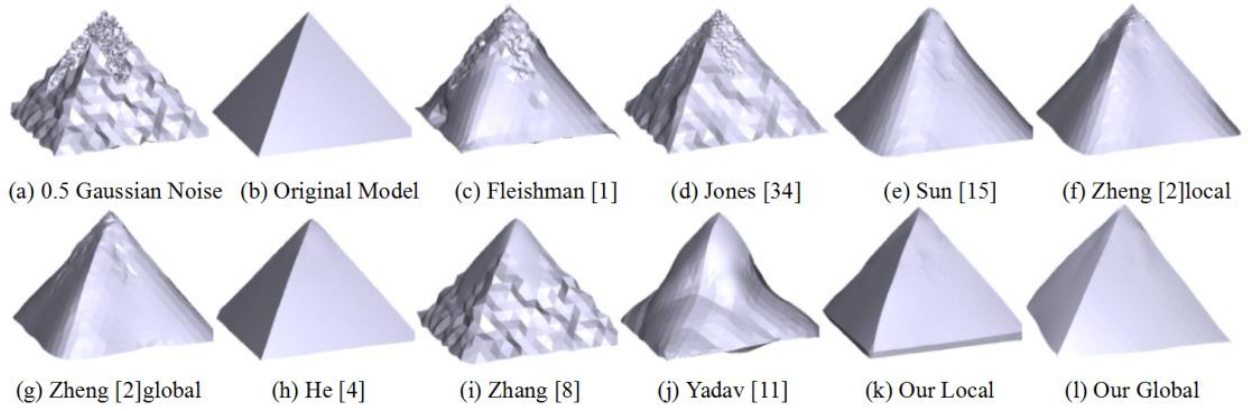 (a) 0.5 Gaussian Noise (b) Original Model (c) Fleishman [1] (d) Jones [34] (e) Sun [15] (f) Zheng [2]local
(g) Zheng [2]global (h) He [4] (i) Zhang [8] (j) Yadav [11] (k) Our Local (l) Our Global